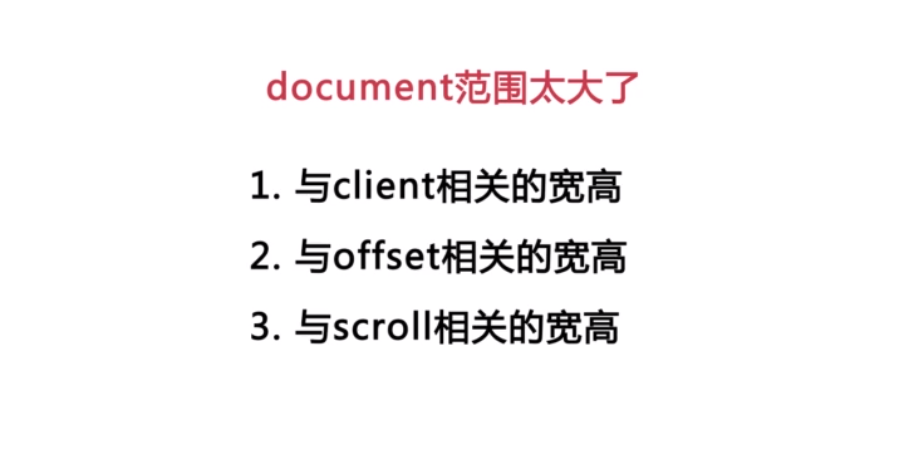 document范围太大了
1. 与client相关的宽高
2. 与offset相关的宽高
3. 与scroll相关的宽高